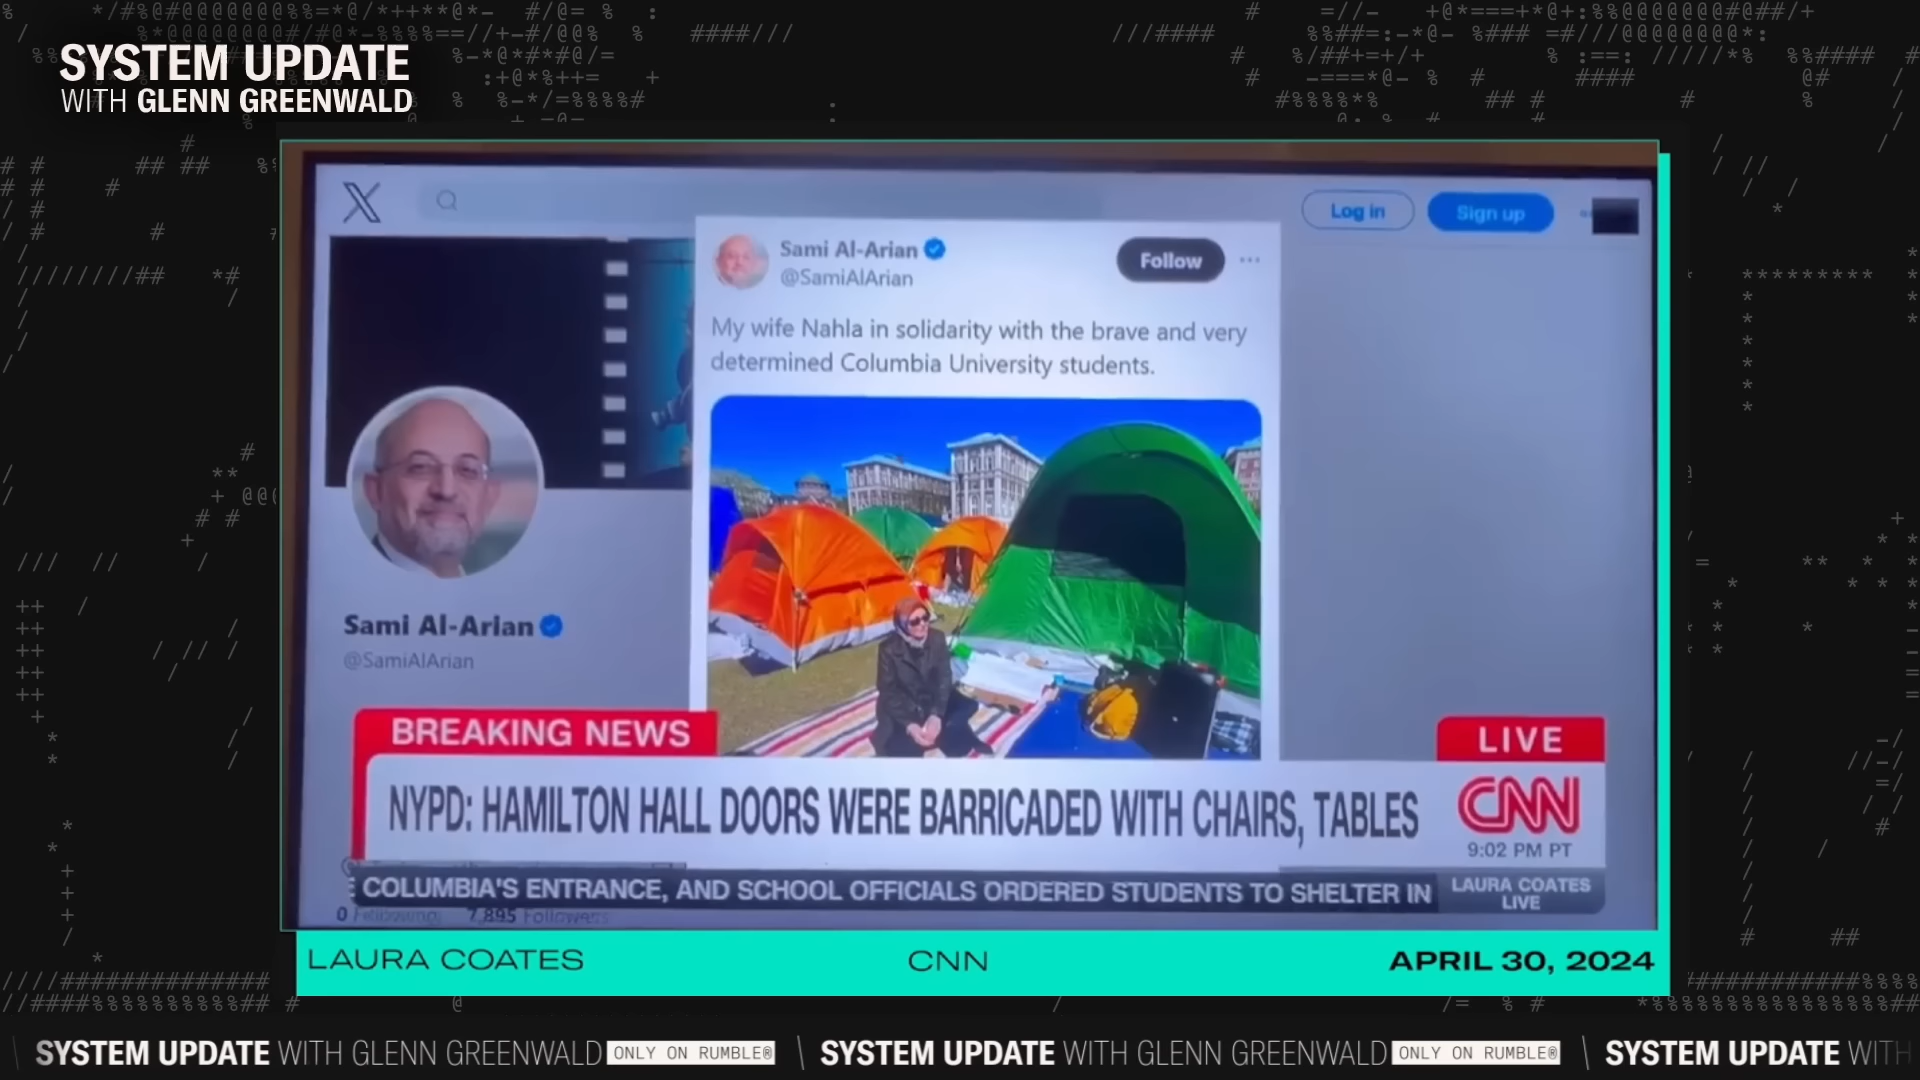 SYSTEM UPDATE
WITH GLENN GREENWALD
X
Log in
Sign up
Sami Al-Arian
@SamiAlArian
Follow
My wife Nahla in solidarity with the brave and very
determined Columbia University students.
Sami Al-Arian
@SamiAlArian
BREAKING NEWS
LIVE
NYPD: HAMILTON HALL DOORS WERE BARRICADED WITH CHAIRS, TABLES
CNN
9:02 PM PT
COLUMBIA'S ENTRANCE, AND SCHOOL OFFICIALS ORDERED STUDENTS TO SHELTER IN
LAURA COATES
LIVE
0 Following 7,895 Followers
LAURA COATES CNN APRIL 30, 2024
SYSTEM UPDATE WITH GLENN GREENWALD ONLY ON RUMBLE® \ SYSTEM UPDATE WITH GLENN GREENWALD ONLY ON RUMBLE® \ SYSTEM UPDATE WITH